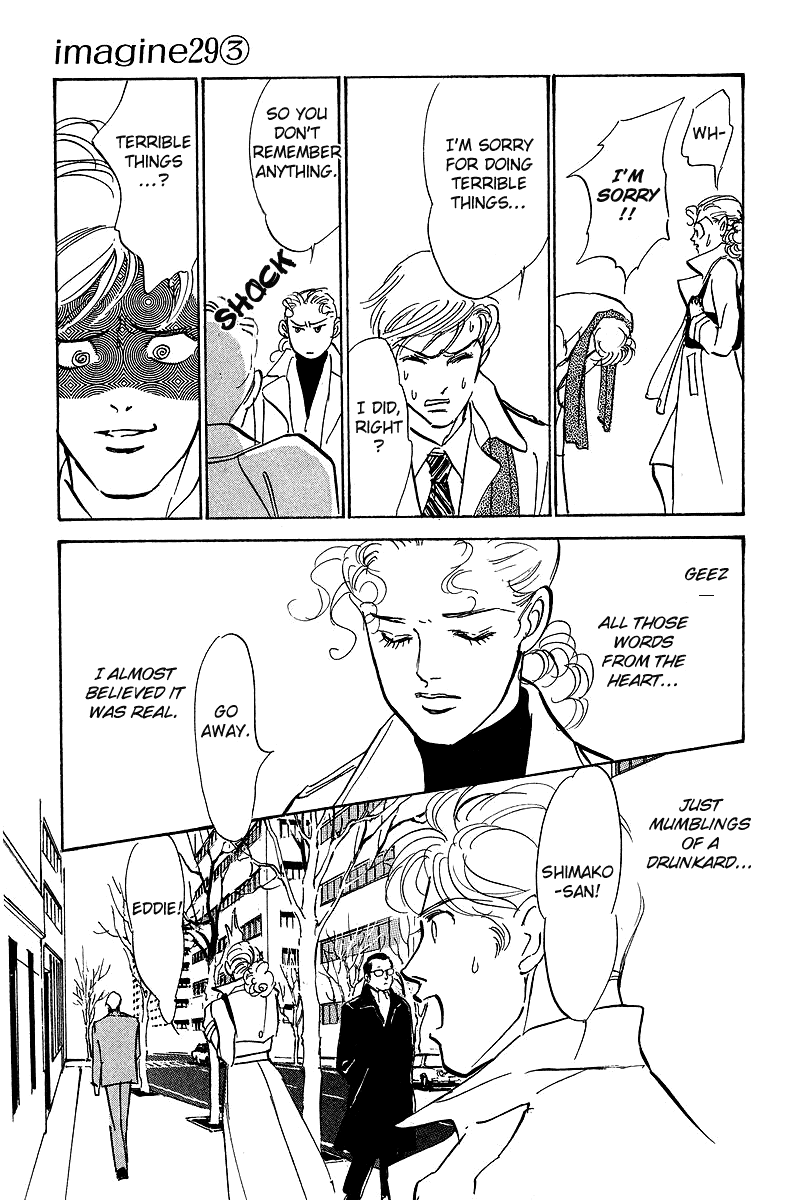 imagine29③
WH-
I'M
SORRY
!!
I'M SORRY
FOR DOING
TERRIBLE
THINGS...
I DID,
RIGHT
?
SO YOU
DON'T
REMEMBER
ANYTHING.
SHOCK
TERRIBLE
THINGS
...?
GEEZ
—
ALL THOSE
WORDS
FROM THE
HEART...
I ALMOST
BELIEVED IT
WAS REAL.
GO
AWAY.
JUST
MUMBLINGS
OF A
DRUNKARD...
SHIMAKO
-SAN!
EDDIE!